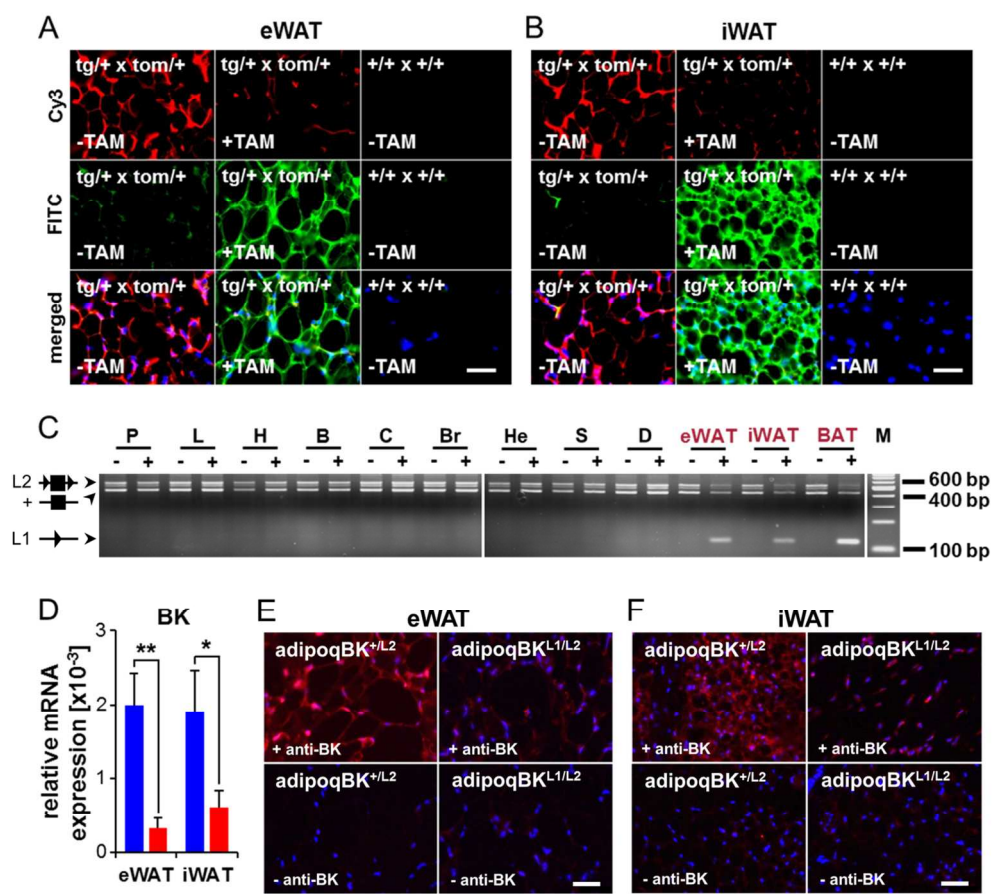 A
eWAT
B
iWAT
Cy3
tg/+ x tom/+
tg/+ x tom/+
+/+ x +/+
tg/+ x tom/+
tg/+ x tom/+
+/+ x +/+
-TAM
+TAM
-TAM
-TAM
+TAM
-TAM
FITC
tg/+ x tom/+
tg/+ x tom/+
+/+ x +/+
tg/+ x tom/+
tg/+ x tom/+
+/+ x +/+
-TAM
+TAM
-TAM
-TAM
+TAM
-TAM
merged
tg/+ x tom/+
tg/+ x tom/+
+/+ x +/+
tg/+ x tom/+
tg/+ x tom/+
+/+ x +/+
-TAM
+TAM
-TAM
-TAM
+TAM
-TAM
C
P L H B C Br He S D eWAT iWAT BAT M
- + - + - + - + - + - + - + - + - + - + - + - +
L2
+
L1
600 bp
400 bp
100 bp
D
BK
relative mRNA
expression [x10⁻³]
3
2
1
0
**
*
eWAT iWAT
E
eWAT
adipoqBK+/L2
adipoqBKL1/L2
+ anti-BK
+ anti-BK
adipoqBK+/L2
adipoqBKL1/L2
- anti-BK
- anti-BK
F
iWAT
adipoqBK+/L2
adipoqBKL1/L2
+ anti-BK
+ anti-BK
adipoqBK+/L2
adipoqBKL1/L2
- anti-BK
- anti-BK